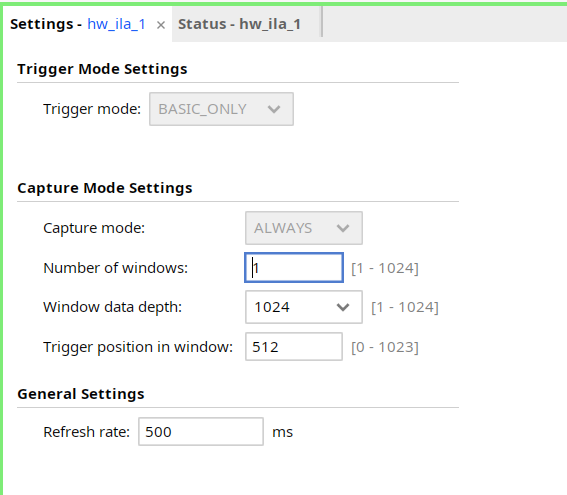 Settings - hw_ila_1 × Status - hw_ila_1
Trigger Mode Settings
Trigger mode: BASIC_ONLY
Capture Mode Settings
Capture mode: ALWAYS
Number of windows: 1 [1 - 1024]
Window data depth: 1024 [1 - 1024]
Trigger position in window: 512 [0 - 1023]
General Settings
Refresh rate: 500 ms